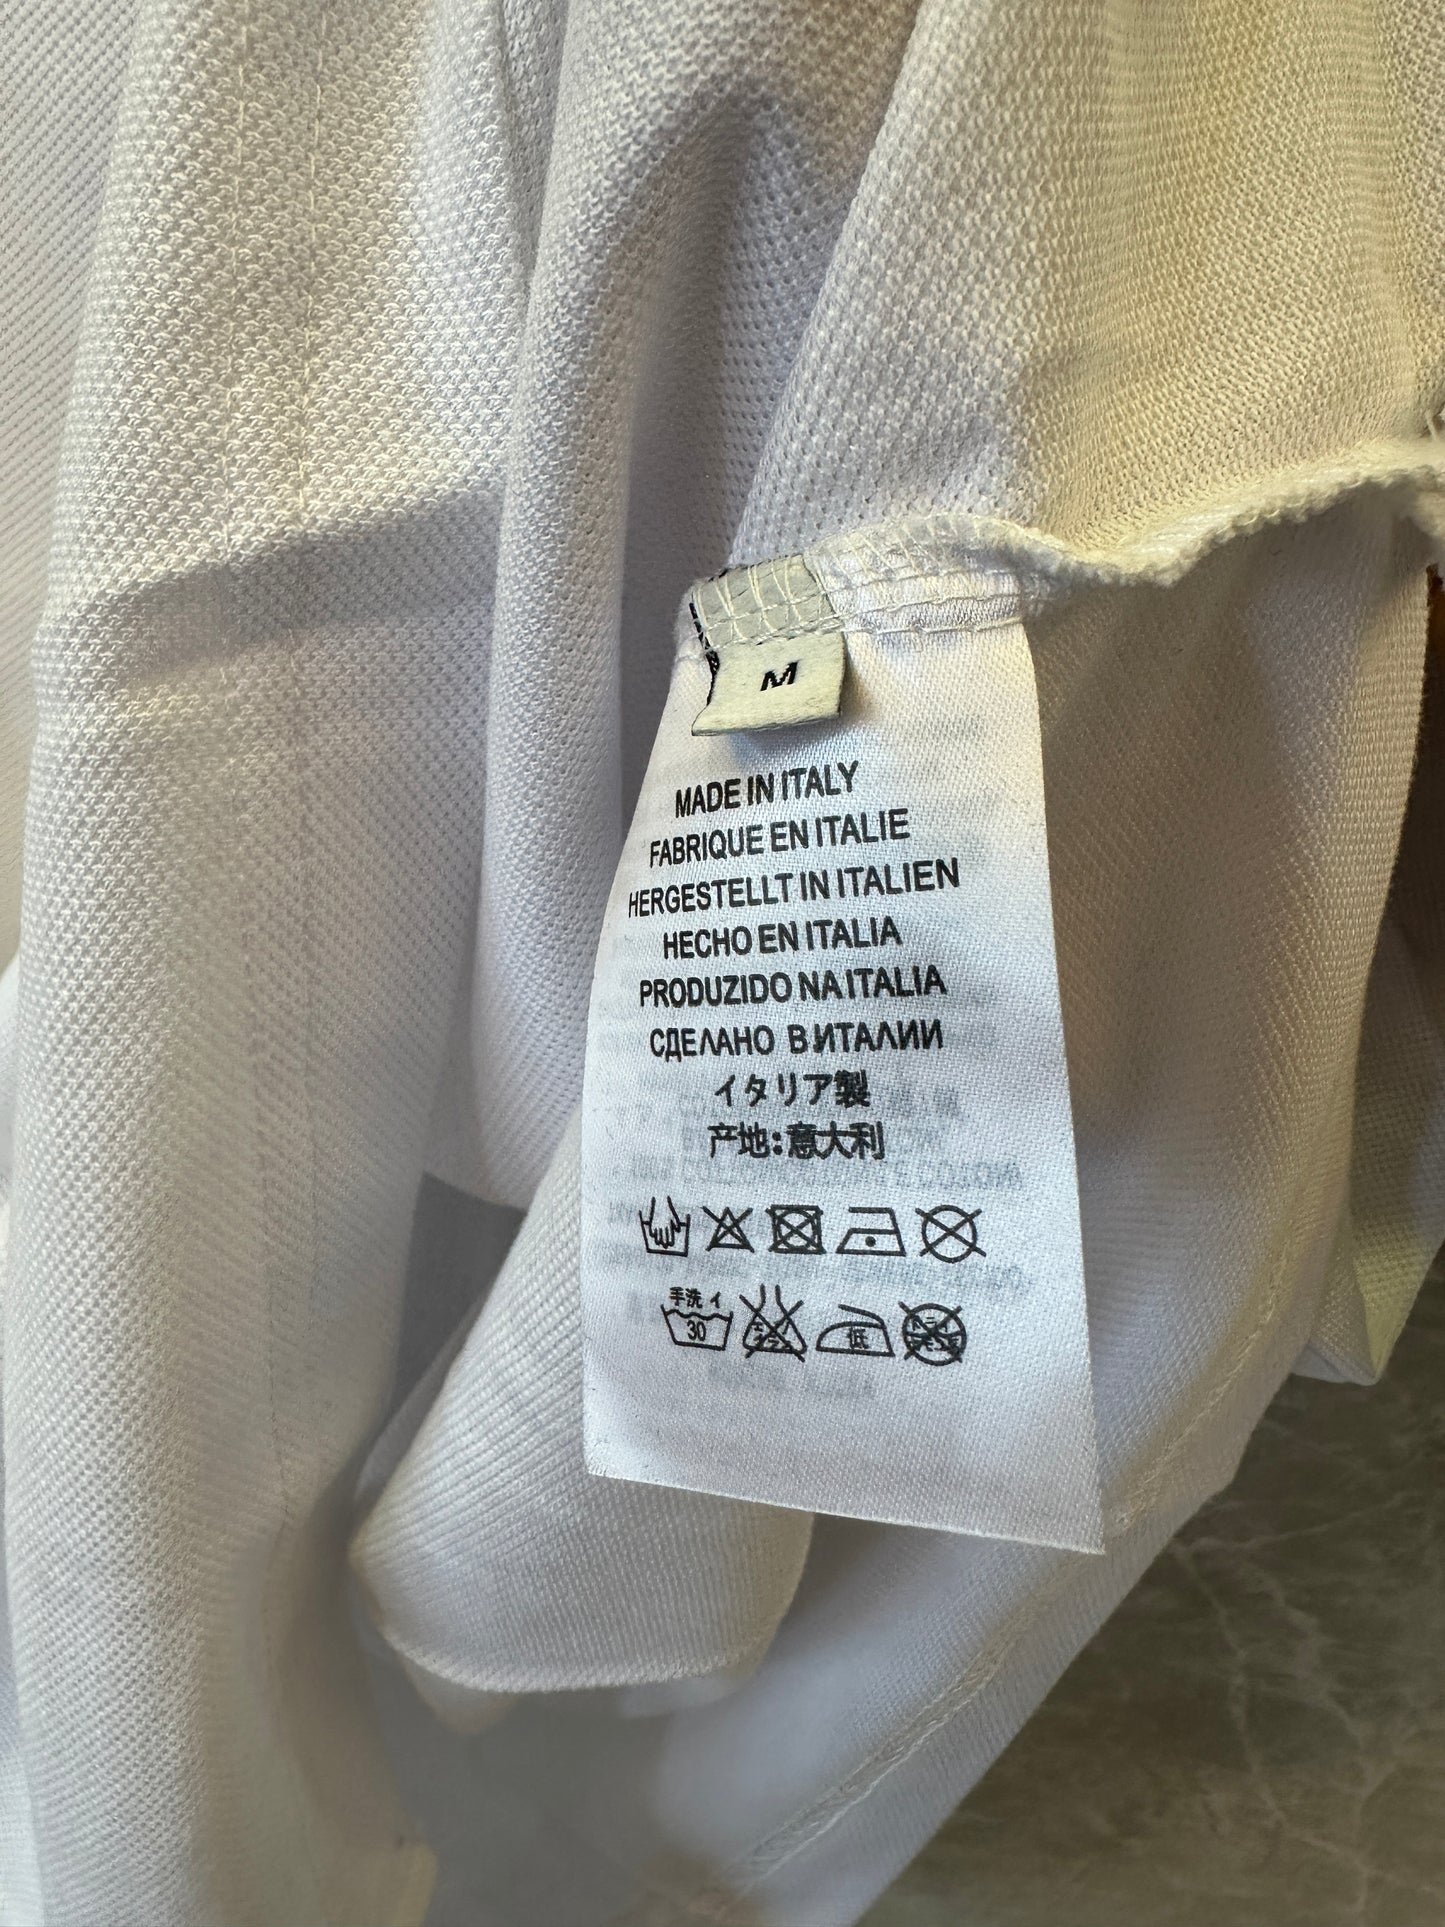 M
MADE IN ITALY
FABRIQUE EN ITALIE
HERGESTELLT IN ITALIEN
HECHO EN ITALIA
PRODUZIDO NA ITALIA
СДЕЛАНО В ИТАЛИИ
イタリア製
产地:意大利
手洗 イ
30
低